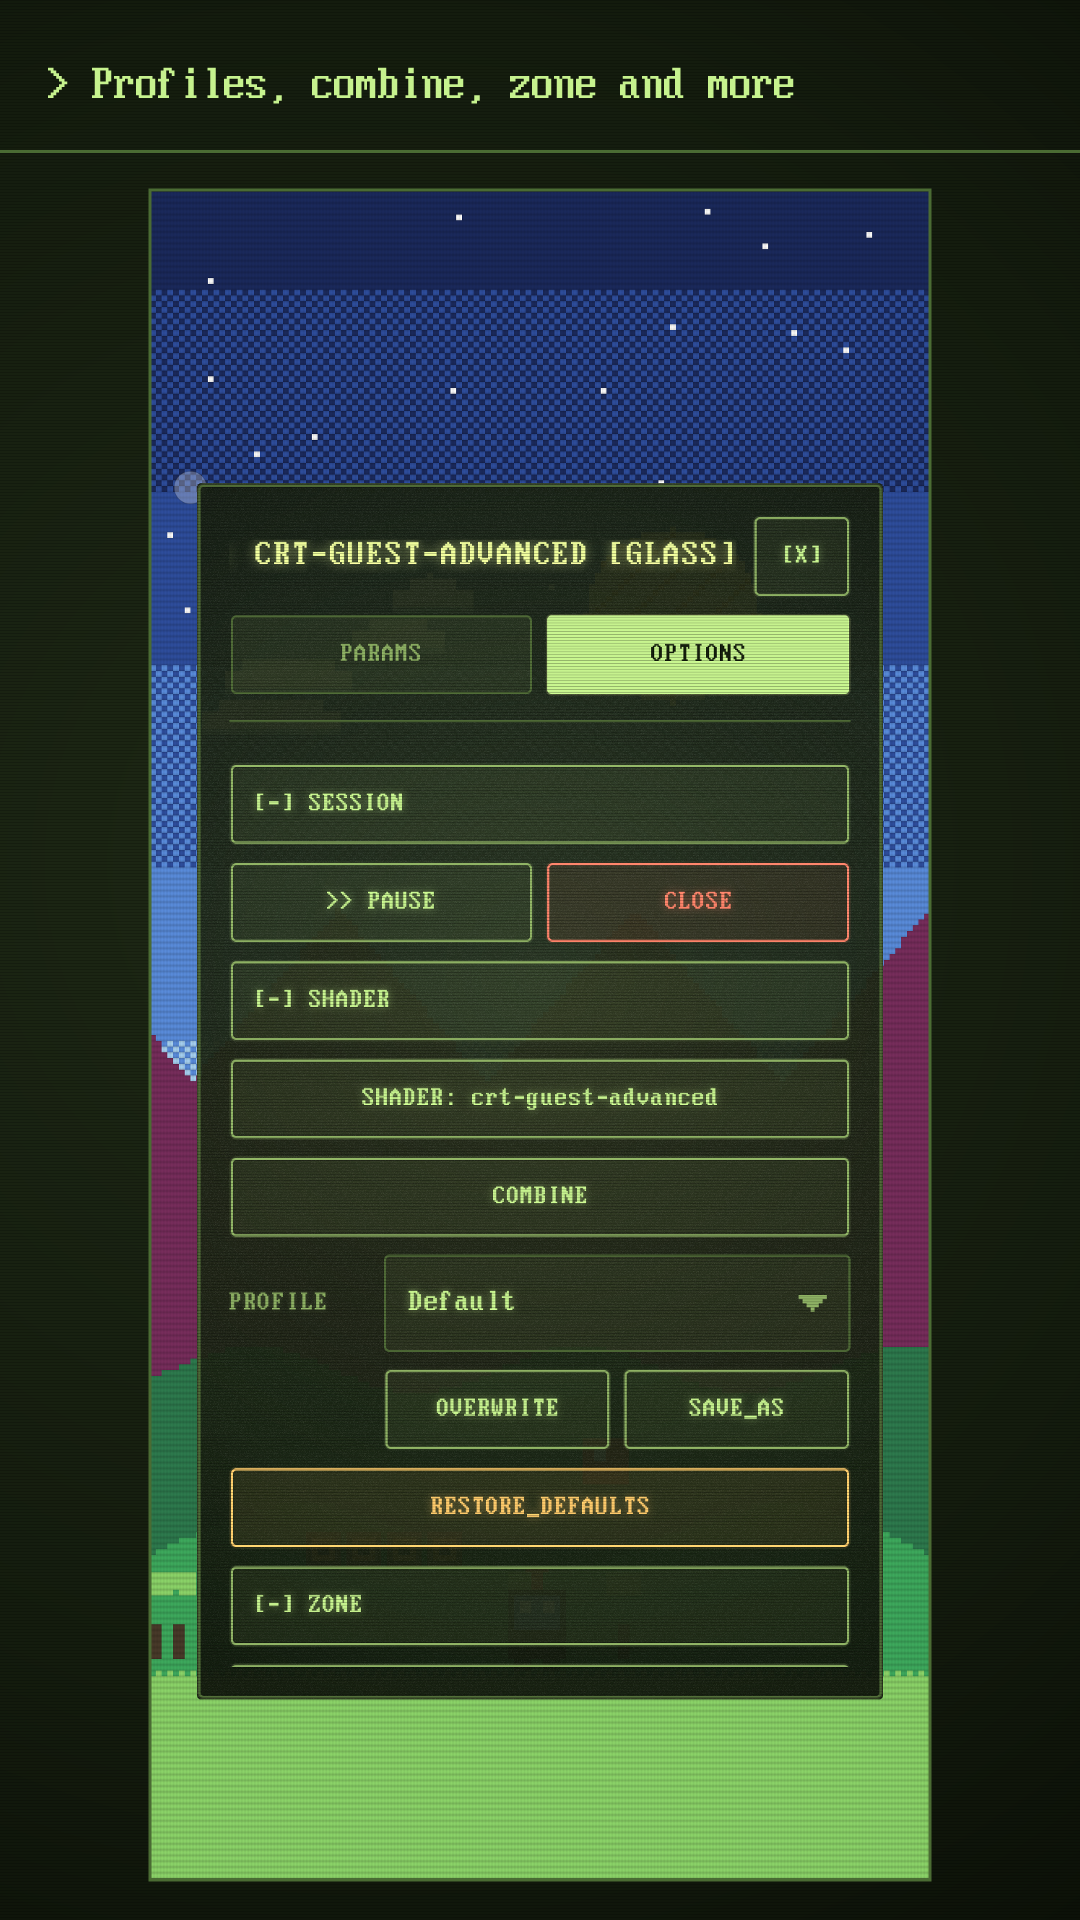 > Profiles, combine, zone and more
CRT-GUEST-ADVANCED [GLASS]
[X]
PARAMS
OPTIONS
[-] SESSION
>> PAUSE
CLOSE
[-] SHADER
SHADER: crt-guest-advanced
COMBINE
PROFILE
Default
OVERWRITE
SAVE_AS
RESTORE_DEFAULTS
[-] ZONE